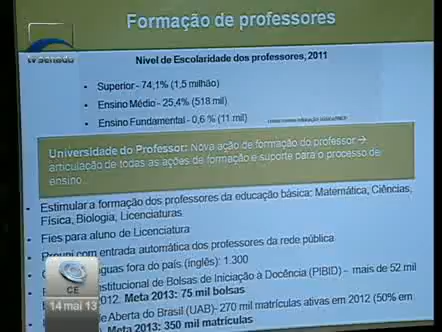 Formação de professores
tv senado
Nível de Escolaridade dos professores, 2011
• Superior - 74,1% (1,5 milhão)
• Ensino Médio - 25,4% (518 mil)
• Ensino Fundamental - 0,6 % (11 mil)
Universidade do Professor: Nova ação de formação do professor →
articulação de todas as ações de formação e suporte para o processo de
ensino
• Estimular a formação dos professores da educação básica: Matemática, Ciências,
Física, Biologia, Licenciaturas
• Fies para aluno de Licenciatura
com entrada automática dos professores da rede pública
guas fora do país (inglês): 1.300
nstitucional de Bolsas de Iniciação à Docência (PIBID) - mais de 52 mil
2012. Meta 2013: 75 mil bolsas
e Aberta do Brasil (UAB)- 270 mil matrículas ativas em 2012 (50% em
Meta 2013: 350 mil matrículas
CE
14 mai 13